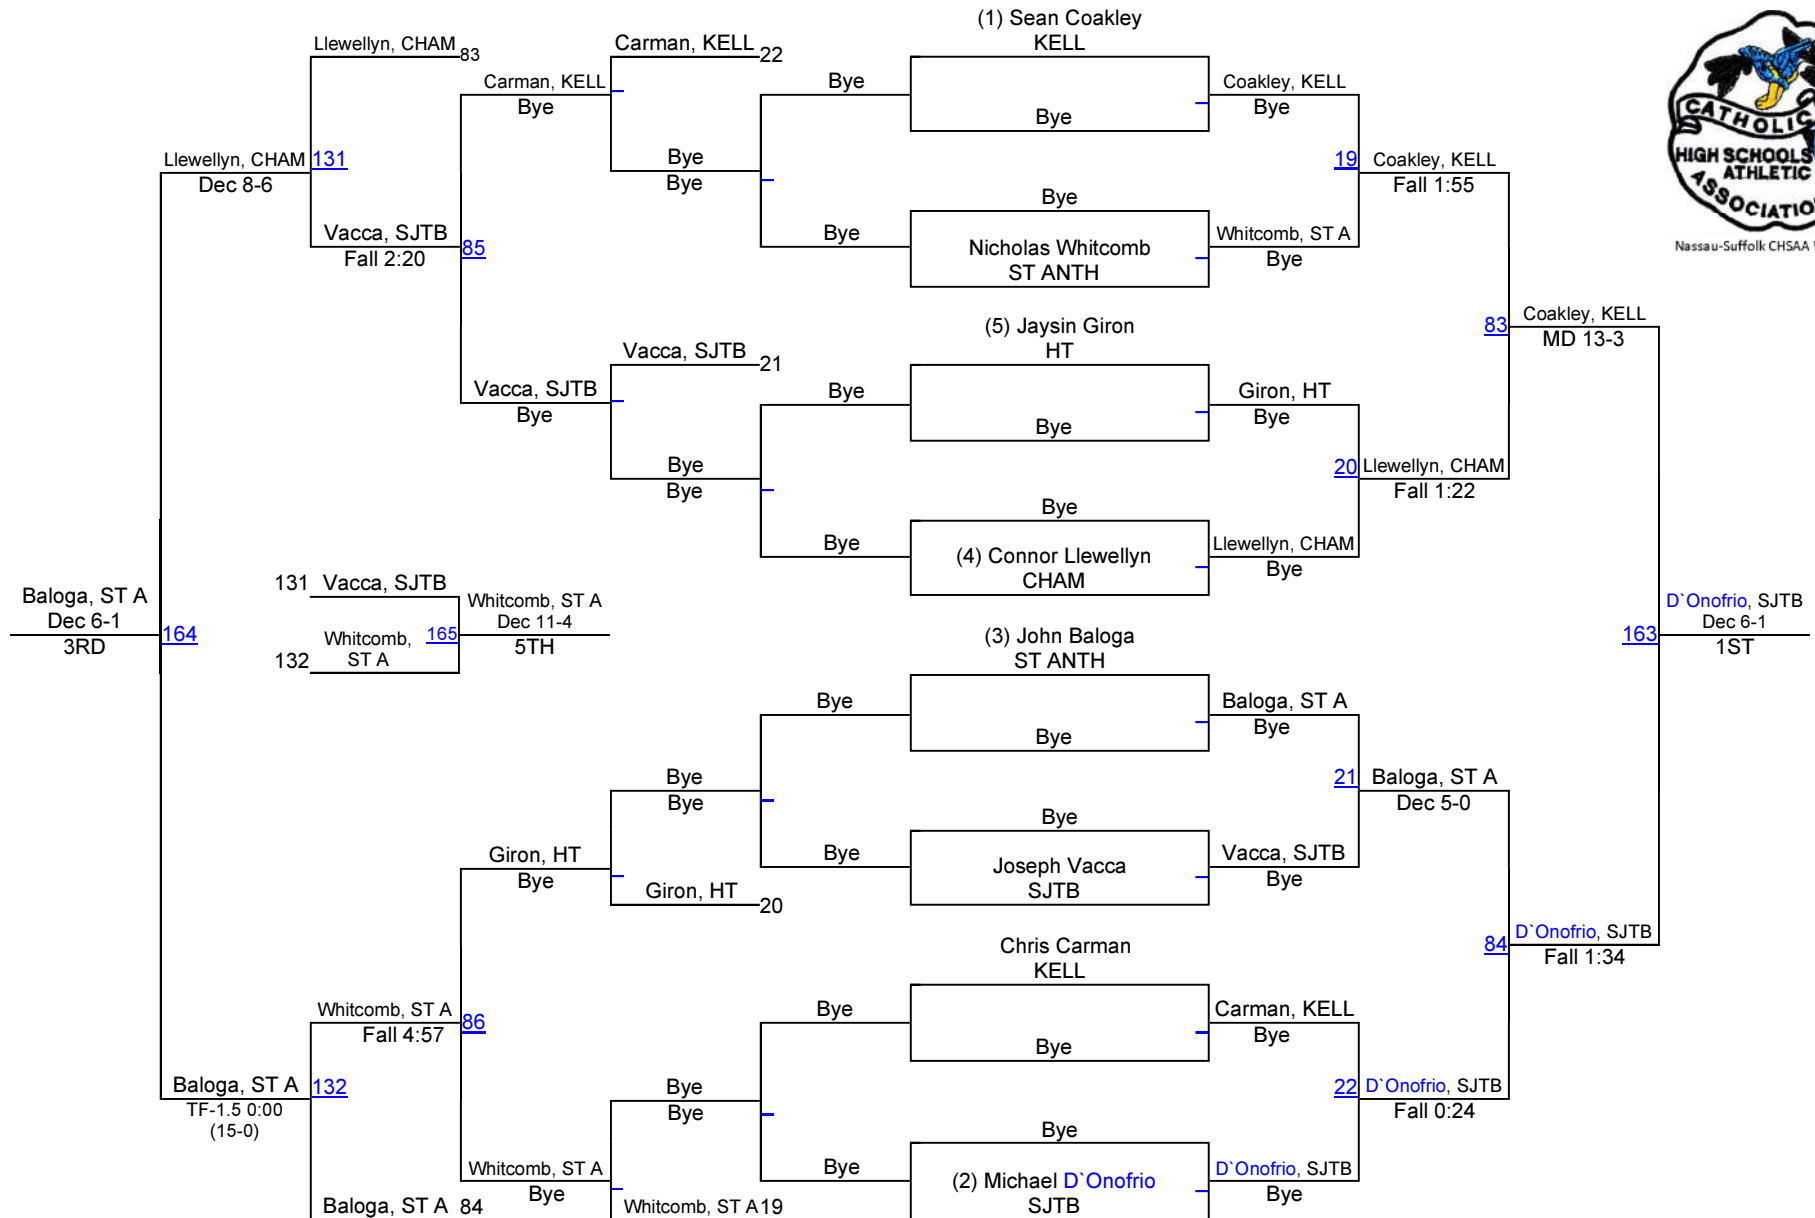 (1) Sean Coakley
KELL
Llewellyn, CHAM
83
Carman, KELL
22
Carman, KELL
Bye
Bye
Bye
Coakley, KELL
Bye
CATHOLIC
HIGH SCHOOLS
ATHLETIC
ASSOCIATION
Nassau-Suffolk CHSAA
Llewellyn, CHAM
131
Dec 8-6
Bye
Bye
19
Coakley, KELL
Fall 1:55
Vacca, SJTB
85
Fall 2:20
Bye
Bye
Nicholas Whitcomb
ST ANTH
Whitcomb, ST A
Bye
(5) Jaysin Giron
HT
83
Coakley, KELL
MD 13-3
Vacca, SJTB
21
Vacca, SJTB
Bye
Bye
Bye
Giron, HT
Bye
Bye
Bye
20
Llewellyn, CHAM
Fall 1:22
Bye
Bye
(4) Connor Llewellyn
CHAM
Llewellyn, CHAM
Bye
Baloga, ST A
Dec 6-1
3RD
164
131
Vacca, SJTB
Whitcomb,
ST A
132
165
Whitcomb, ST A
Dec 11-4
5TH
(3) John Baloga
ST ANTH
163
D`Onofrio, SJTB
Dec 6-1
1ST
Bye
Bye
Baloga, ST A
Bye
Bye
Bye
21
Baloga, ST A
Dec 5-0
Giron, HT
Bye
Giron, HT
20
Bye
Bye
Joseph Vacca
SJTB
Vacca, SJTB
Bye
Chris Carman
KELL
84
D`Onofrio, SJTB
Fall 1:34
Whitcomb, ST A
86
Fall 4:57
Bye
Bye
Carman, KELL
Bye
Baloga, ST A
132
TF-1.5 0:00
(15-0)
Bye
Bye
22
D`Onofrio, SJTB
Fall 0:24
Whitcomb, ST A
Bye
Bye
Bye
(2) Michael D`Onofrio
SJTB
D`Onofrio, SJTB
Bye
Baloga, ST A
84
Whitcomb, ST A
19